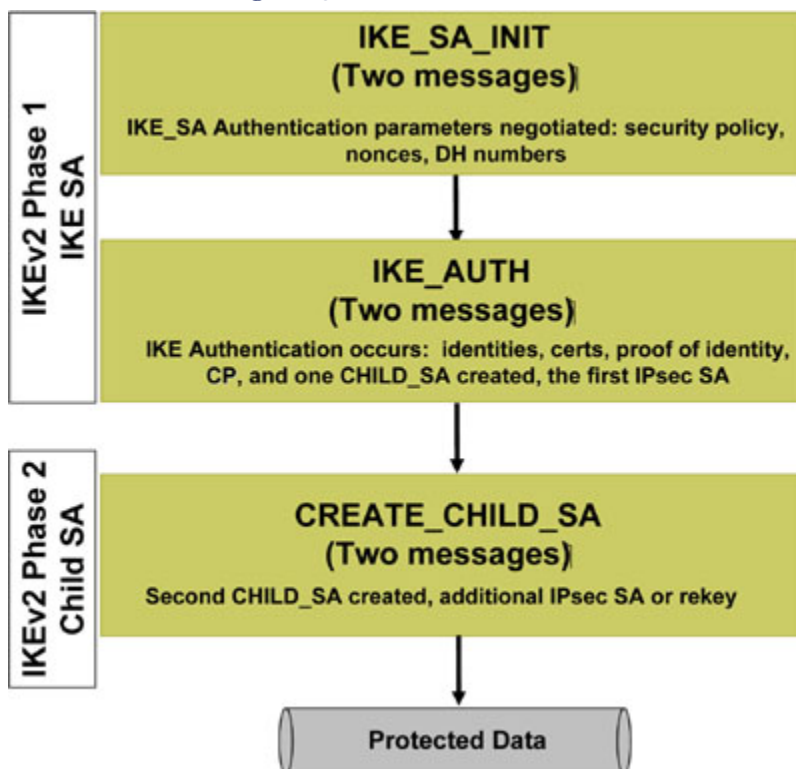 IKEv2 Phase 1
IKE SA
IKE_SA_INIT
(Two messages)
IKE_SA Authentication parameters negotiated: security policy,
nonces, DH numbers
IKE_AUTH
(Two messages)
IKE Authentication occurs: identities, certs, proof of identity,
CP, and one CHILD_SA created, the first IPsec SA
IKEv2 Phase 2
Child SA
CREATE_CHILD_SA
(Two messages)
Second CHILD_SA created, additional IPsec SA or rekey
Protected Data